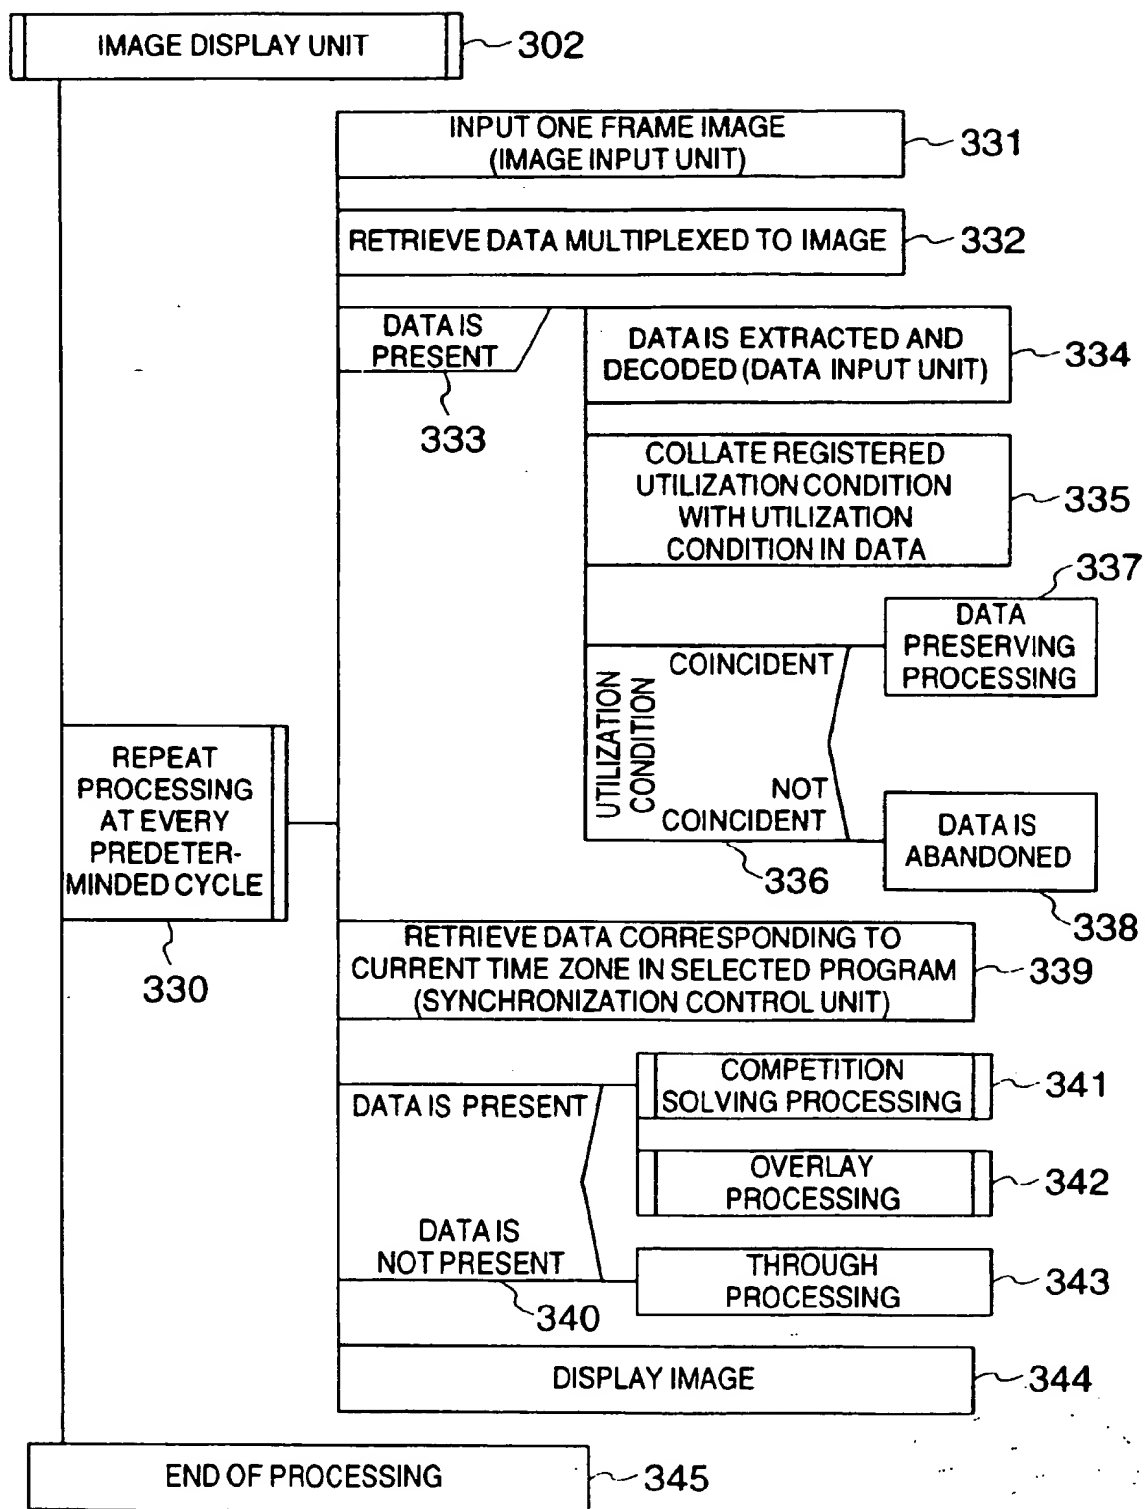 IMAGE DISPLAY UNIT
302
INPUT ONE FRAME IMAGE
(IMAGE INPUT UNIT)
331
RETRIEVE DATA MULTIPLEXED TO IMAGE
332
DATA IS
PRESENT
333
DATA IS EXTRACTED AND
DECODED (DATA INPUT UNIT)
334
COLLATE REGISTERED
UTILIZATION CONDITION
WITH UTILIZATION
CONDITION IN DATA
335
UTILIZATION
CONDITION
COINCIDENT
NOT
COINCIDENT
336
337
DATA
PRESERVING
PROCESSING
DATA IS
ABANDONED
338
REPEAT
PROCESSING
AT EVERY
PREDETER-
MINDED CYCLE
330
RETRIEVE DATA CORRESPONDING TO
CURRENT TIME ZONE IN SELECTED PROGRAM
(SYNCHRONIZATION CONTROL UNIT)
339
DATA IS PRESENT
DATA IS
NOT PRESENT
340
COMPETITION
SOLVING PROCESSING
341
OVERLAY
PROCESSING
342
THROUGH
PROCESSING
343
DISPLAY IMAGE
344
END OF PROCESSING
345